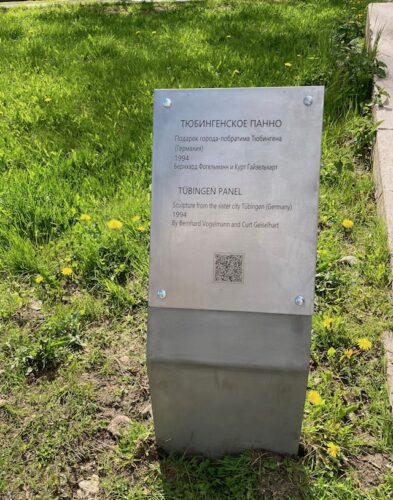 ТЮБИНГЕНСКОЕ ПАННО
Подарок города-побратима Тюбингена
(Германия)
1994
Бернхард Фогельманн и Курт Гайзельхарт
TÜBINGEN PANEL
Sculpture from the sister city Tübingen (Germany)
1994
By Bernhard Vogelmann and Curt Geiselhart